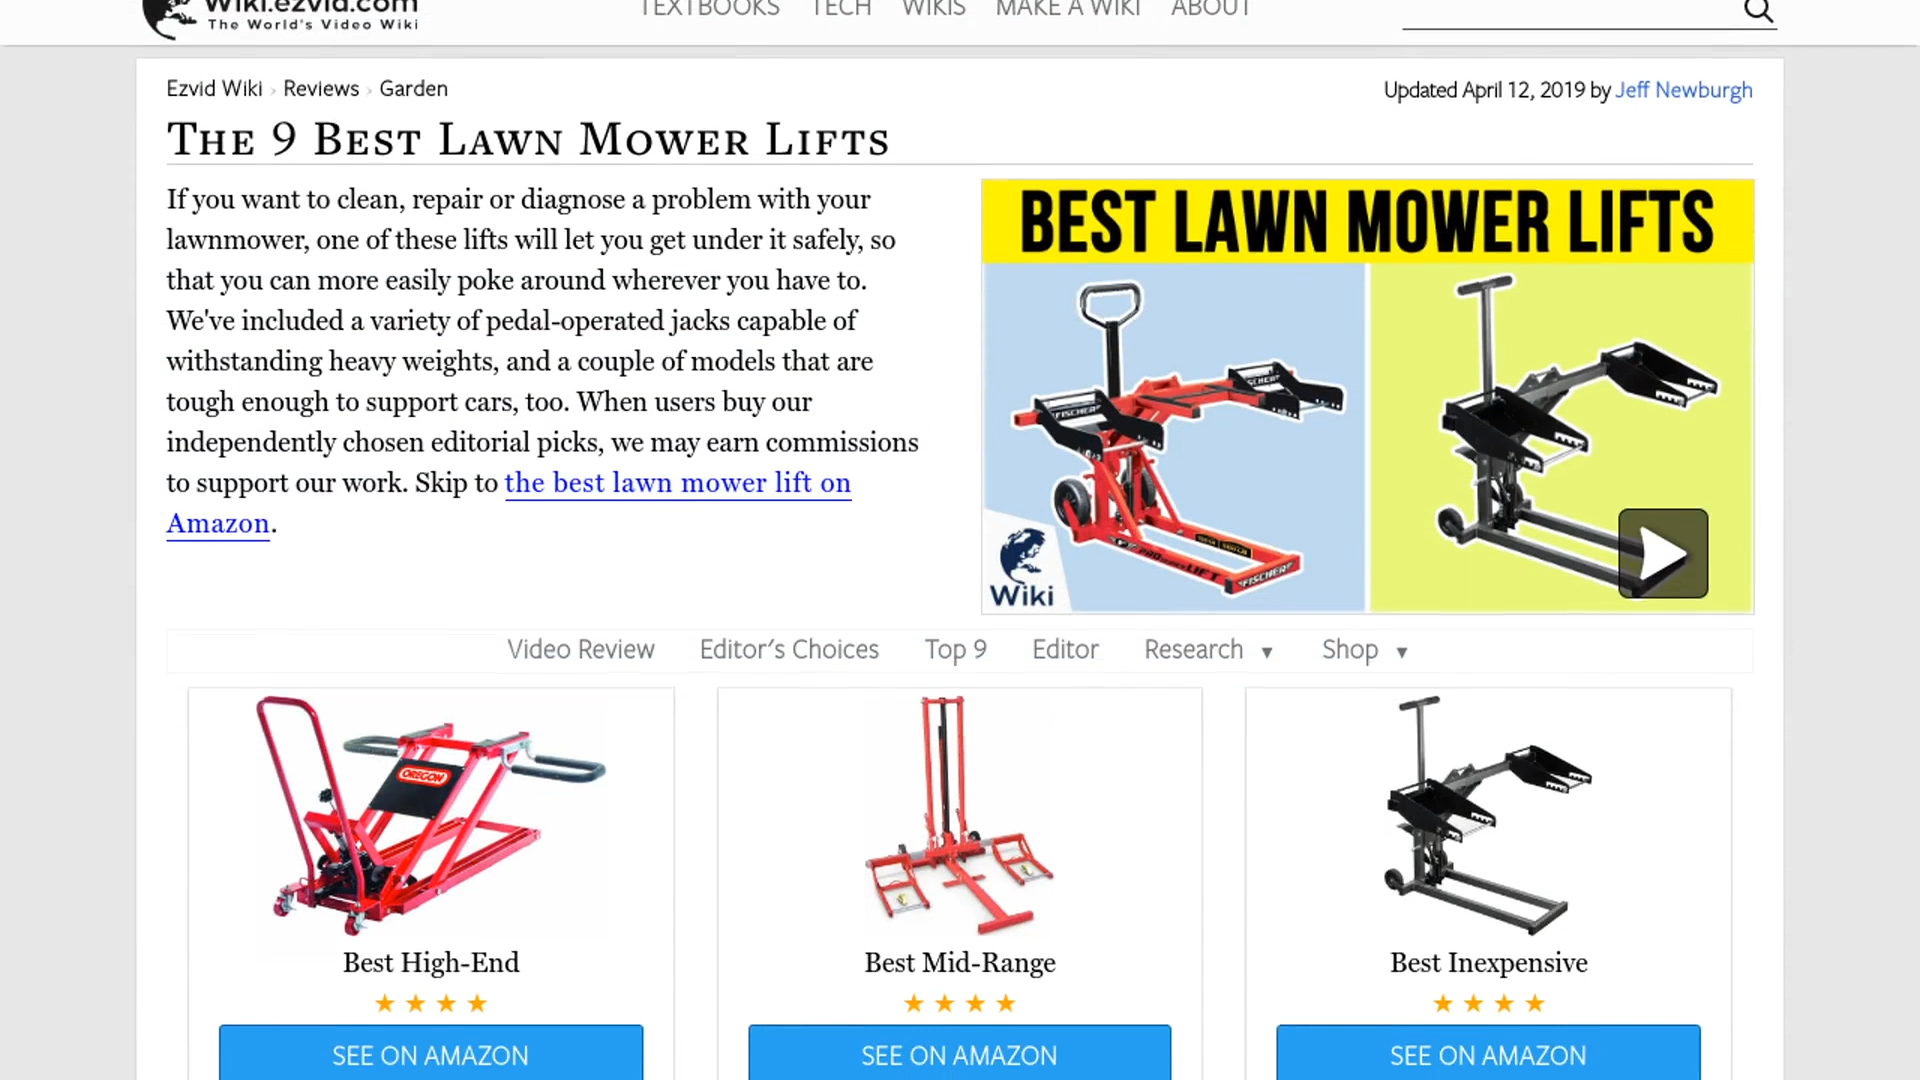 Wiki.ezvid.com
The World's Video Wiki
TEXTBOOKS TECH WIKIS MAKE A WIKI ABOUT
Ezvid Wiki › Reviews › Garden
Updated April 12, 2019 by Jeff Newburgh
The 9 Best Lawn Mower Lifts
If you want to clean, repair or diagnose a problem with your
lawnmower, one of these lifts will let you get under it safely, so
that you can more easily poke around wherever you have to.
We've included a variety of pedal-operated jacks capable of
withstanding heavy weights, and a couple of models that are
tough enough to support cars, too. When users buy our
independently chosen editorial picks, we may earn commissions
to support our work. Skip to the best lawn mower lift on
Amazon.
BEST LAWN MOWER LIFTS
FISCHER
FISCHER
FISCHER
Wiki
Video Review Editor's Choices Top 9 Editor Research ▼ Shop ▼
OREGON
Best High-End
★ ★ ★ ★
SEE ON AMAZON
Best Mid-Range
★ ★ ★ ★
SEE ON AMAZON
Best Inexpensive
★ ★ ★ ★
SEE ON AMAZON